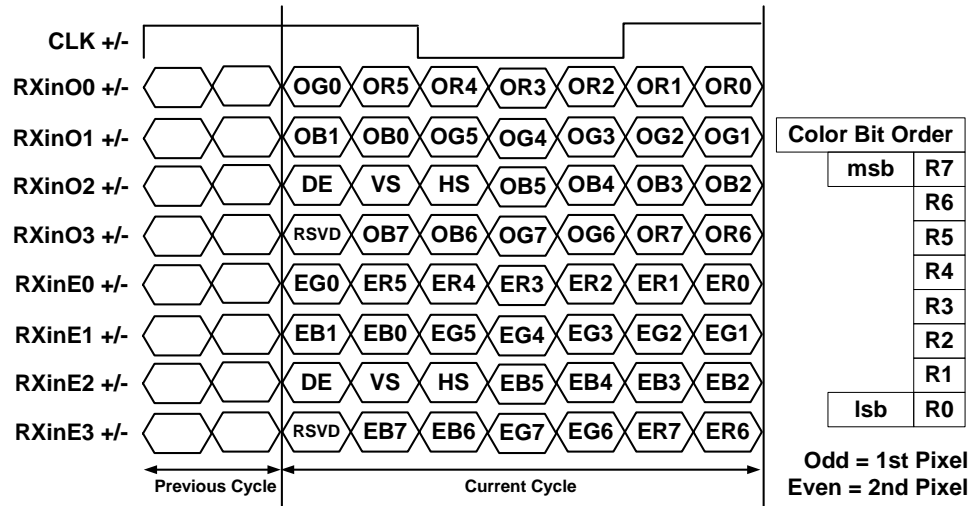 CLK +/-
RXinO0 +/- OG0 OR5 OR4 OR3 OR2 OR1 OR0
RXinO1 +/- OB1 OB0 OG5 OG4 OG3 OG2 OG1
RXinO2 +/- DE VS HS OB5 OB4 OB3 OB2
RXinO3 +/- RSVD OB7 OB6 OG7 OG6 OR7 OR6
RXinE0 +/- EG0 ER5 ER4 ER3 ER2 ER1 ER0
RXinE1 +/- EB1 EB0 EG5 EG4 EG3 EG2 EG1
RXinE2 +/- DE VS HS EB5 EB4 EB3 EB2
RXinE3 +/- RSVD EB7 EB6 EG7 EG6 ER7 ER6
Previous Cycle Current Cycle
Color Bit Order
msb R7
R6
R5
R4
R3
R2
R1
lsb R0
Odd = 1st Pixel
Even = 2nd Pixel